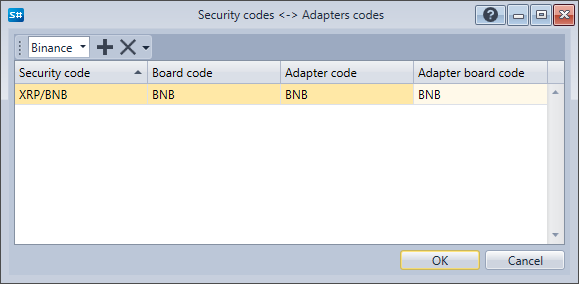 S# Security codes <-> Adapters codes ?
Binance
Security code Board code Adapter code Adapter board code
XRP/BNB BNB BNB BNB
OK Cancel